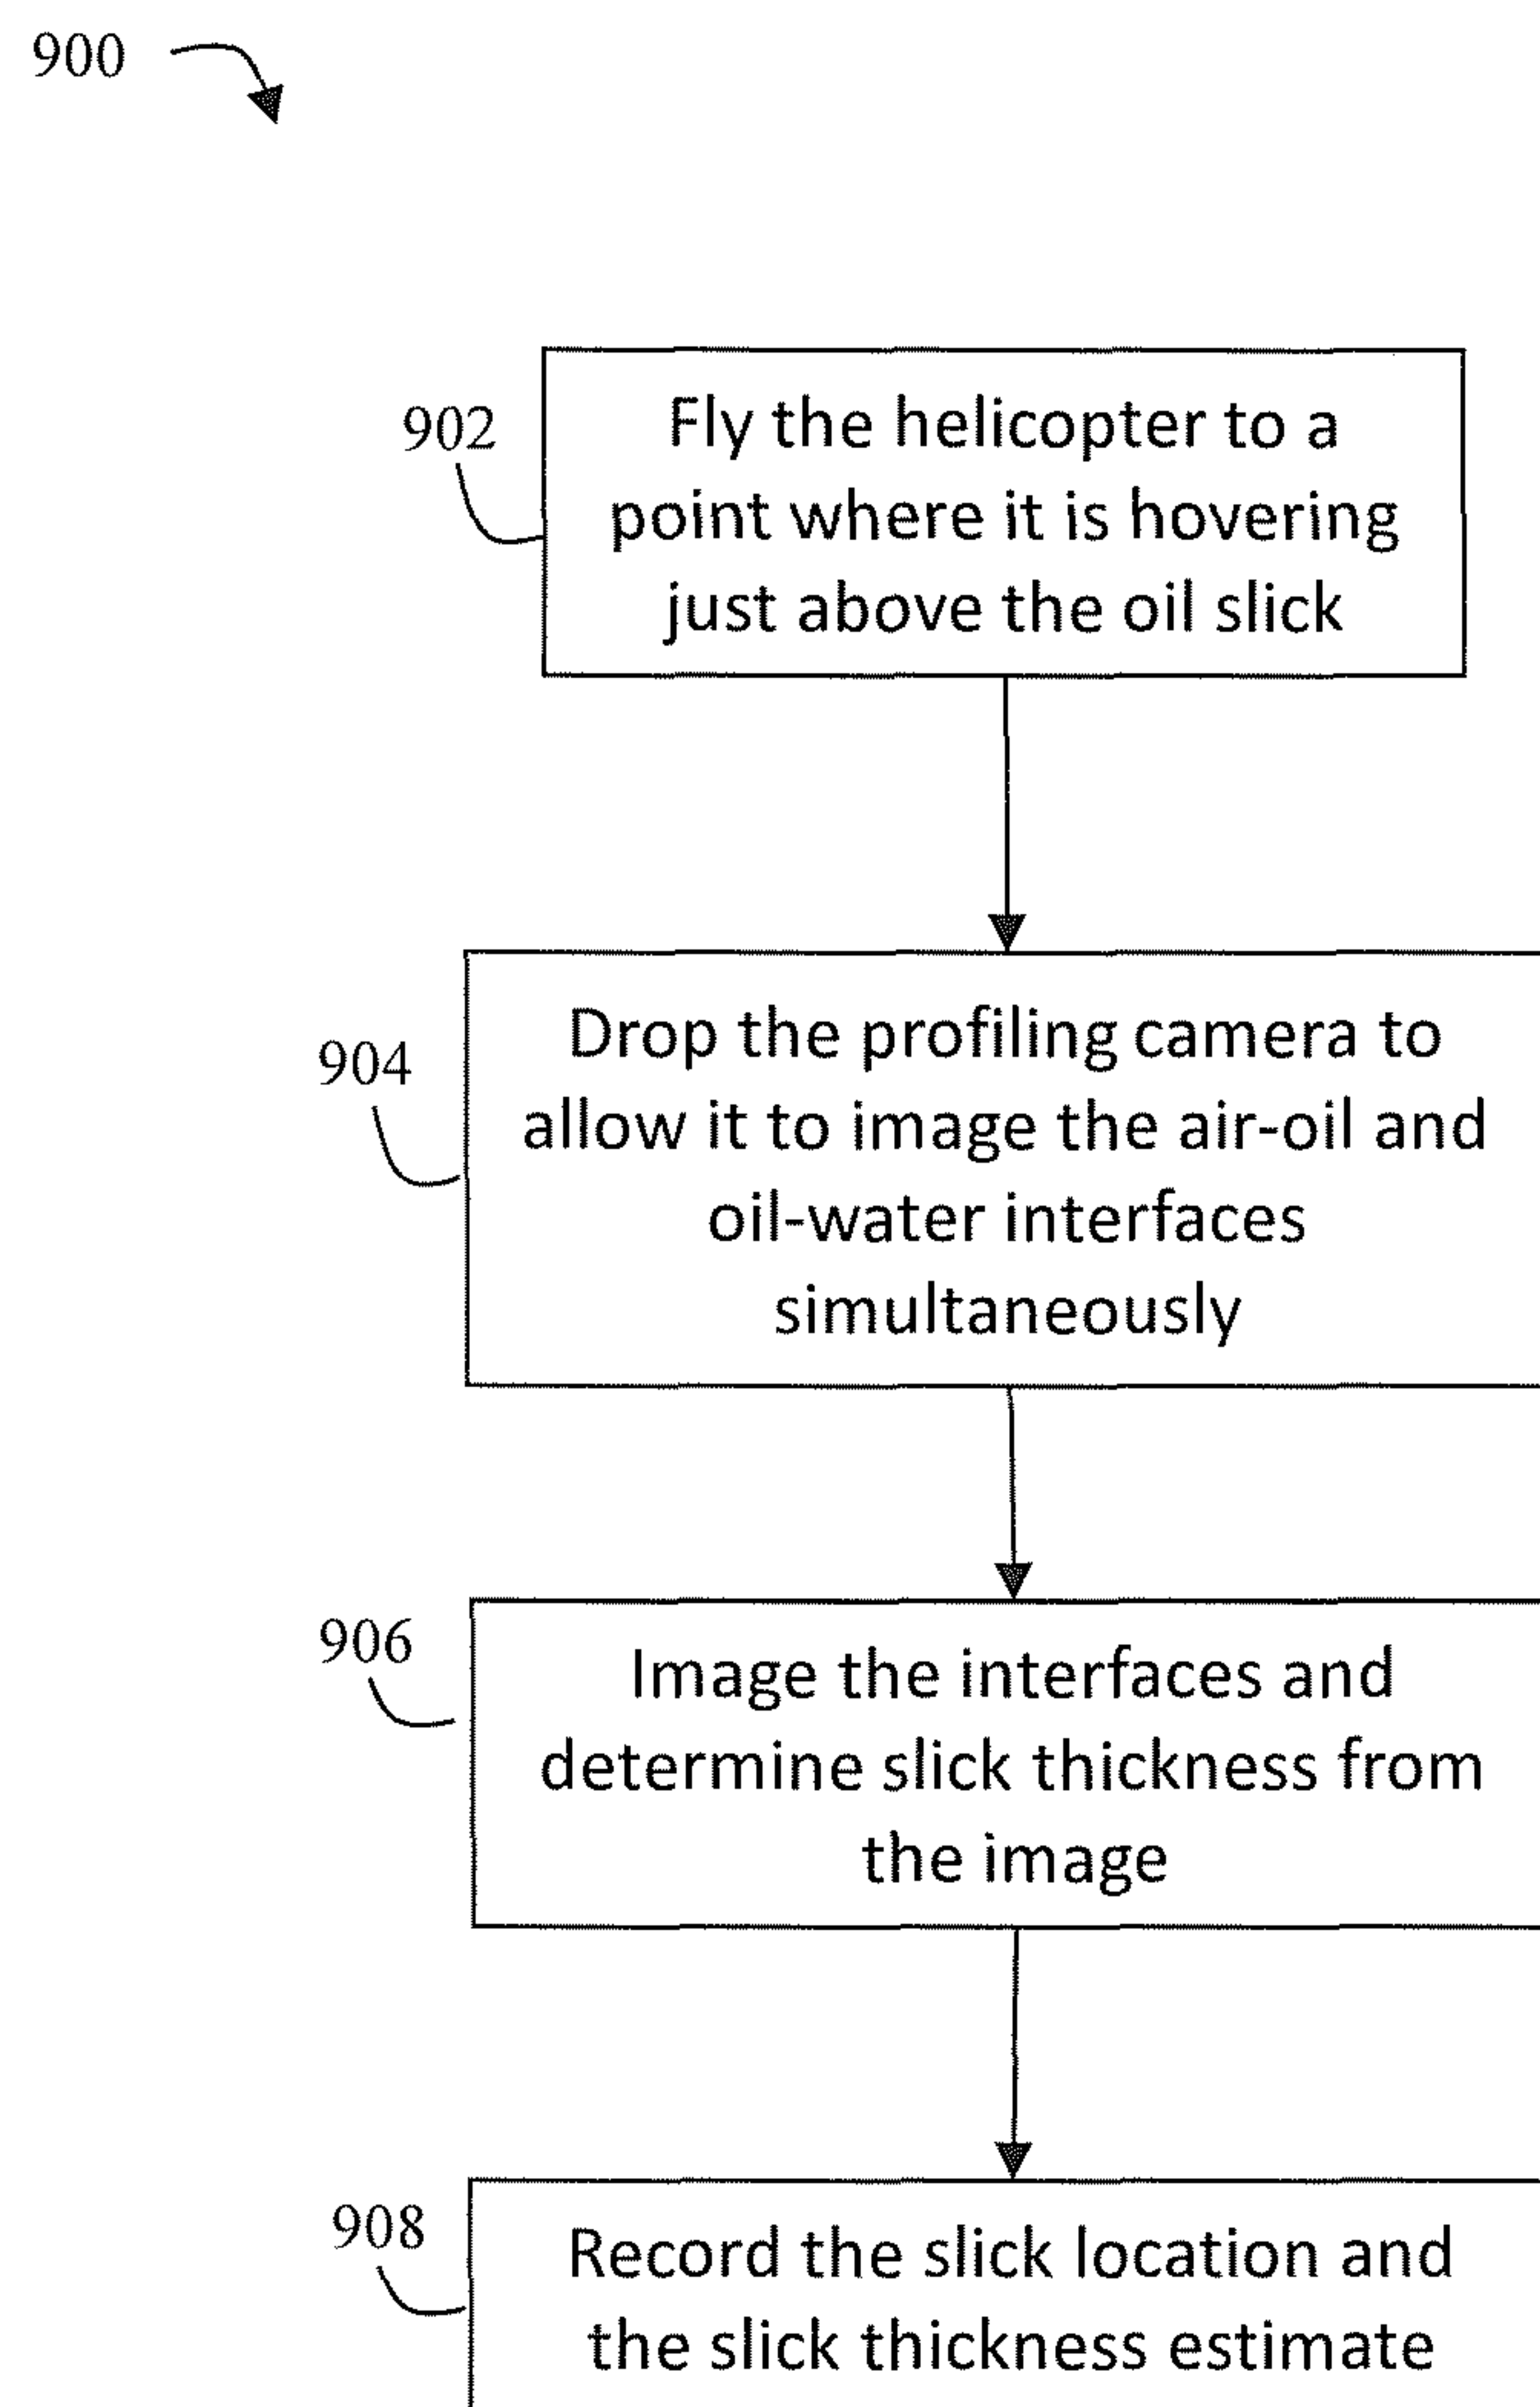 900
902
Fly the helicopter to a
point where it is hovering
just above the oil slick
904
Drop the profiling camera to
allow it to image the air-oil and
oil-water interfaces
simultaneously
906
Image the interfaces and
determine slick thickness from
the image
908
Record the slick location and
the slick thickness estimate